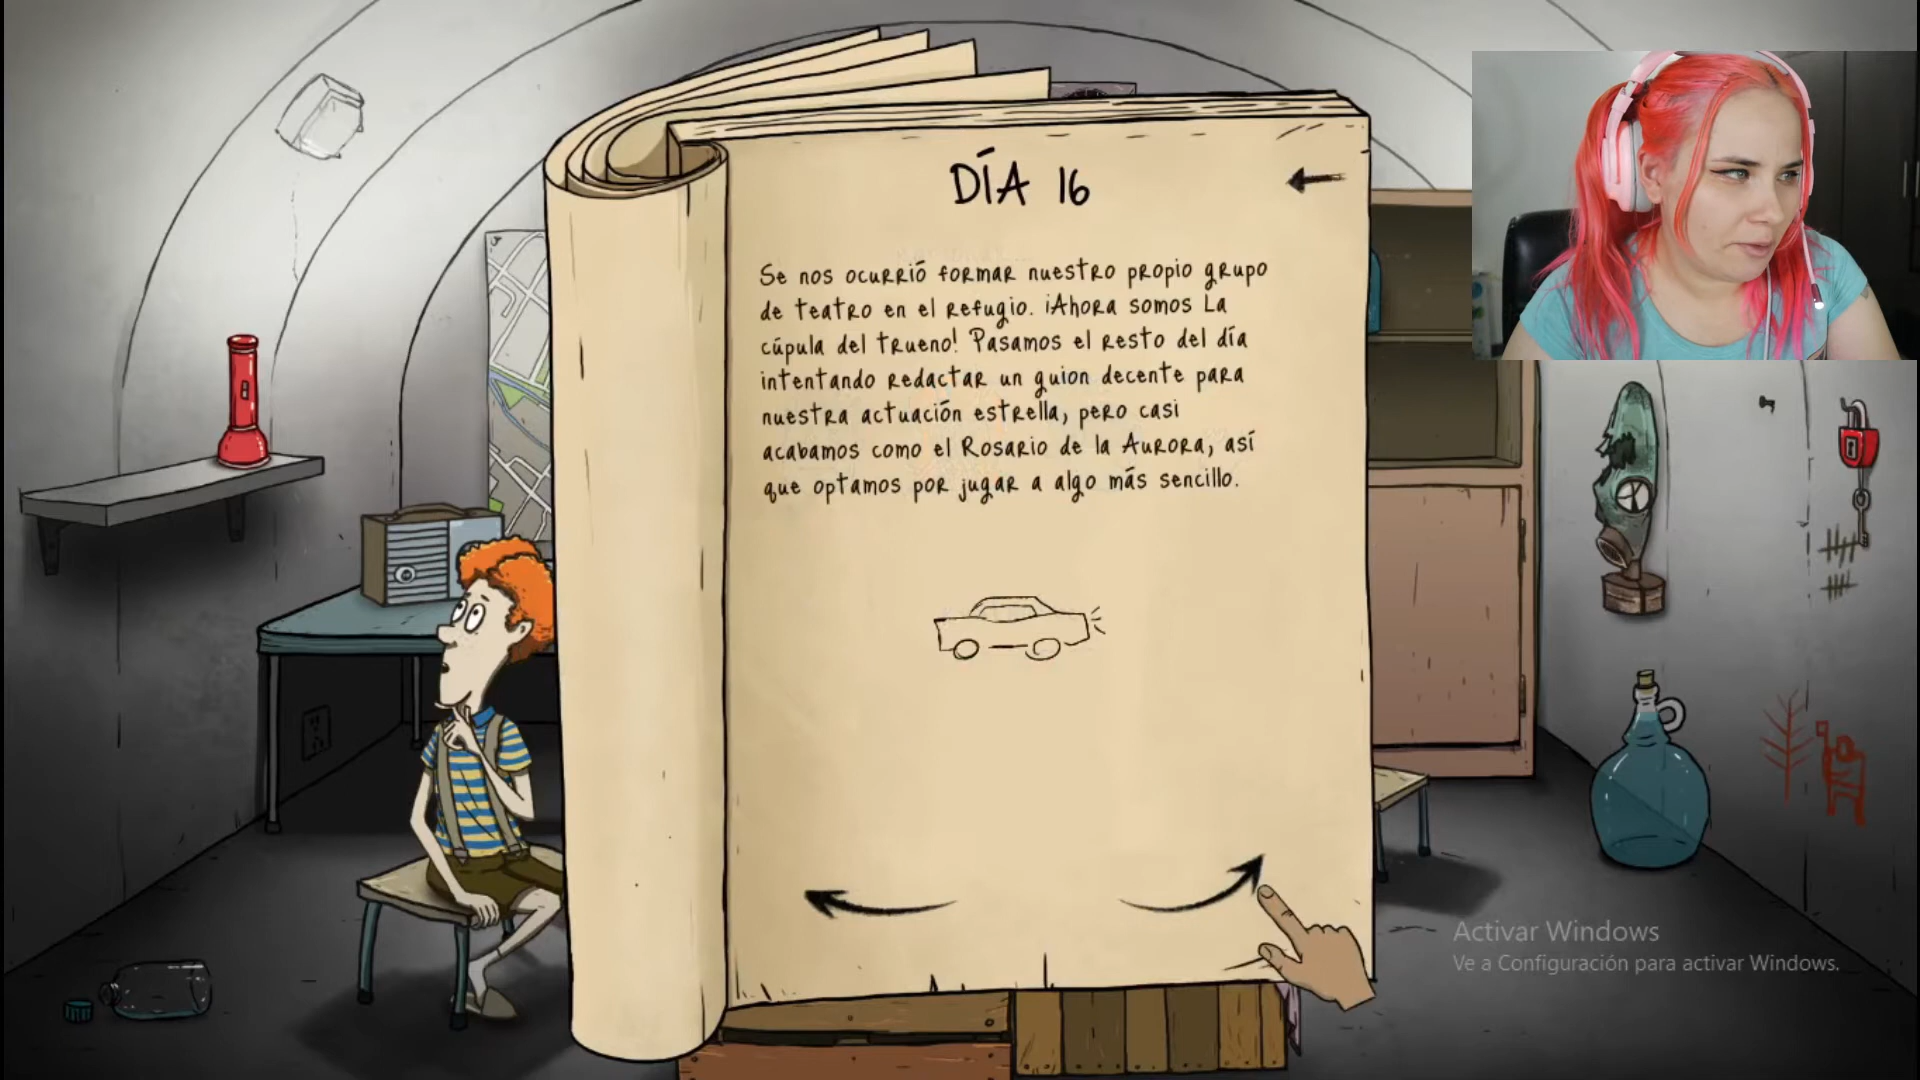 DÍA 16
Se nos ocurrió formar nuestro propio grupo
de teatro en el refugio. ¡Ahora somos La
cúpula del trueno! Pasamos el resto del día
intentando redactar un guion decente para
nuestra actuación estrella, pero casi
acabamos como el Rosario de la Aurora, así
que optamos por jugar a algo más sencillo.
Activar Windows
Ve a Configuración para activar Windows.